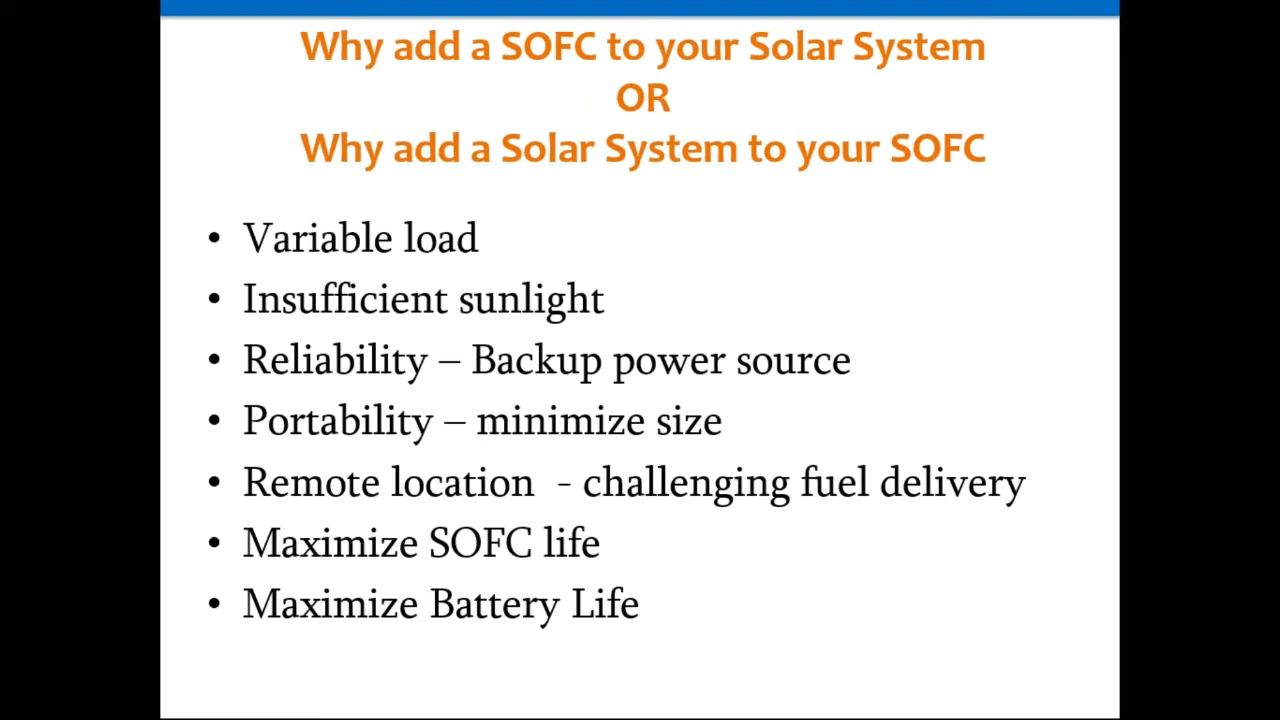 Why add a SOFC to your Solar System
OR
Why add a Solar System to your SOFC
• Variable load
• Insufficient sunlight
• Reliability – Backup power source
• Portability – minimize size
• Remote location  - challenging fuel delivery
• Maximize SOFC life
• Maximize Battery Life